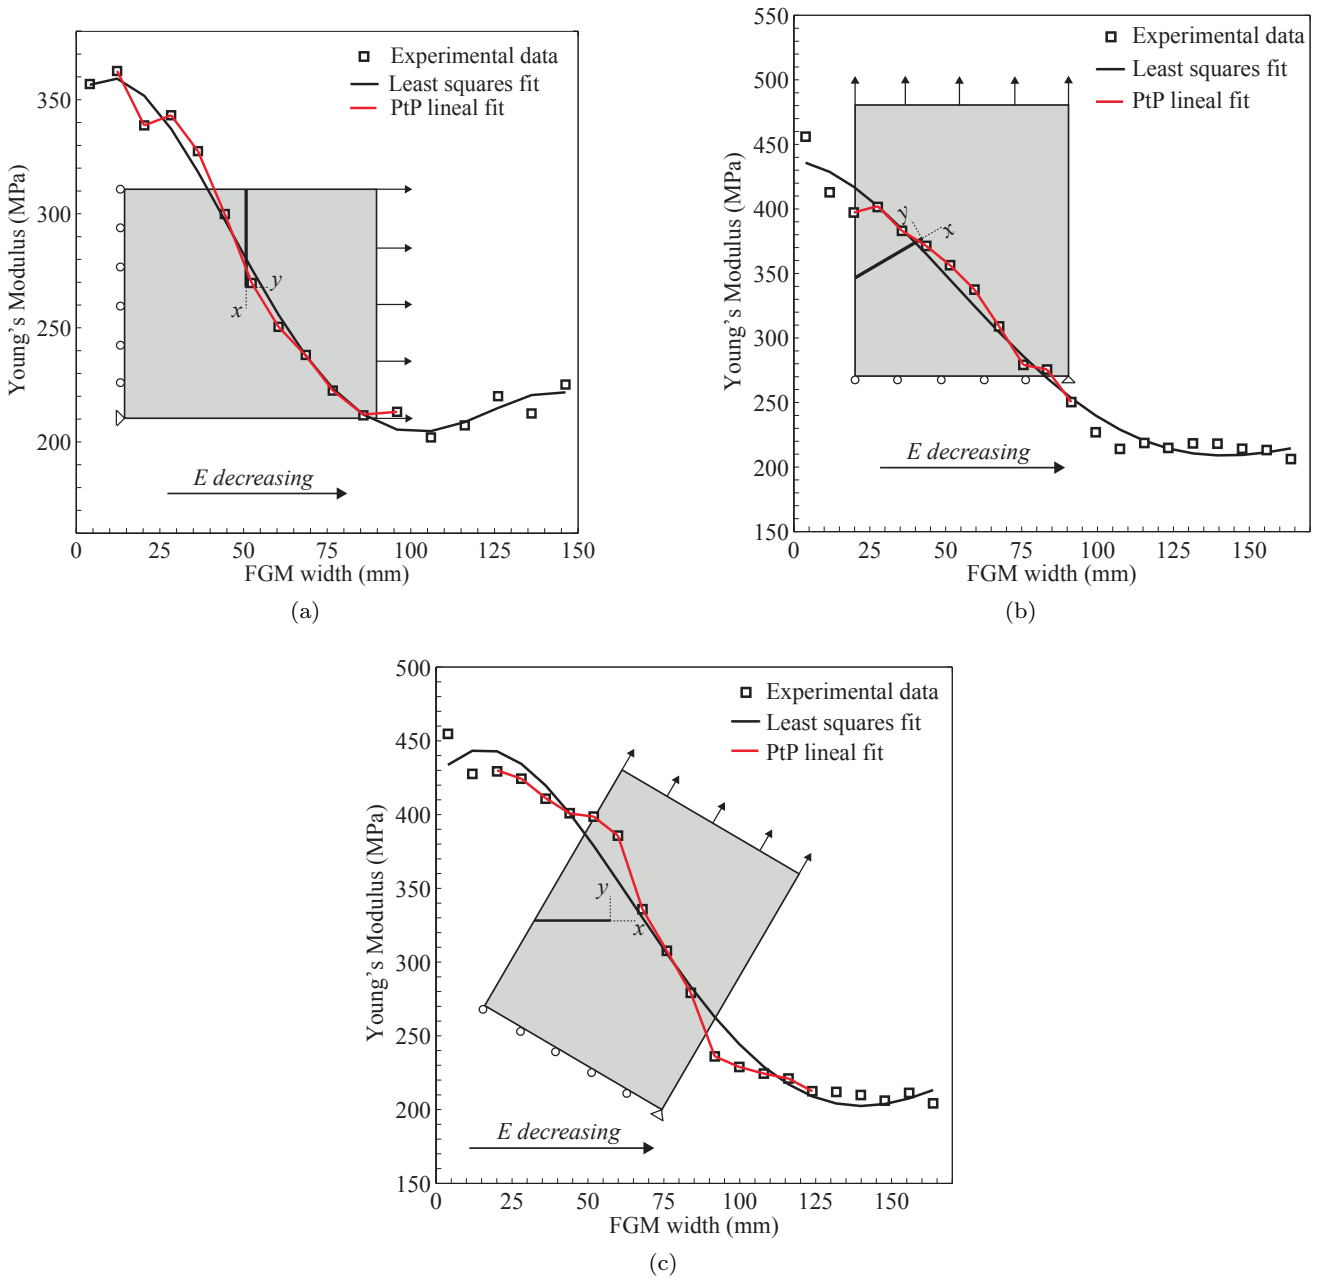 Experimental data
Least squares fit
PtP lineal fit
Young's Modulus (MPa)
350
300
250
200
y
x
E decreasing
0 25 50 75 100 125 150
FGM width (mm)
(a)
550
500
450
400
350
300
250
200
150
Experimental data
Least squares fit
PtP lineal fit
Young's Modulus (MPa)
y
x
E decreasing
0 25 50 75 100 125 150
FGM width (mm)
(b)
500
450
400
350
300
250
200
150
Experimental data
Least squares fit
PtP lineal fit
Young's Modulus (MPa)
y
x
E decreasing
0 25 50 75 100 125 150
FGM width (mm)
(c)